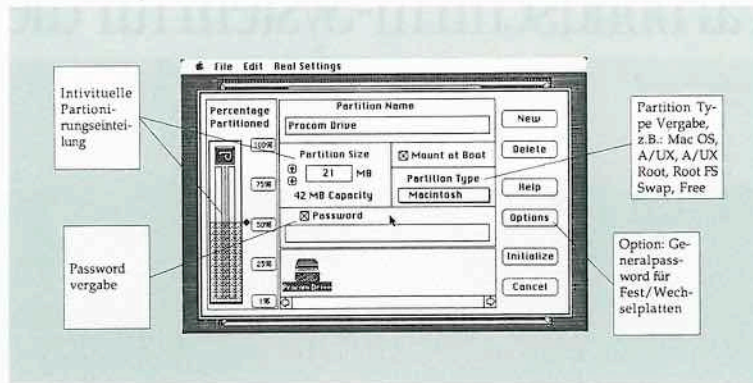 File Edit Real Settings
Intivituelle
Partioni-
rungseintei-
lung
Password
vergabe
Percentage
Partitioned
100%
75%
50%
25%
1%
Partition Name
Procom Drive
Partition Size
21 MB
42 MB Capacity
Mount at Boot
Partition Type
Macintosh
Password
Procom Drive
New
Delete
Help
Options
Initialize
Cancel
Partition Ty-
pe Vergabe,
z.B.: Mac OS,
A/UX, A/UX
Root, Root FS
Swap, Free
Option: Ge-
neralpass-
word für
Fest/Wech-
selplatten